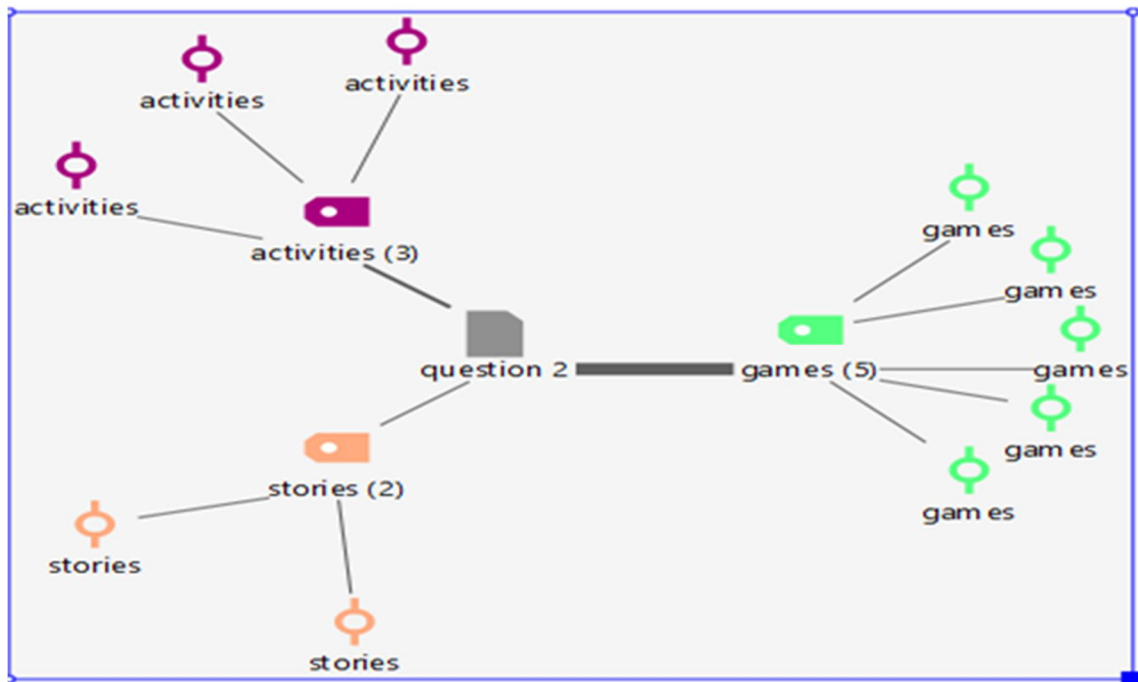 activities
activities
activities
activities (3)
games
games
question 2
games (5)
games
games
stories (2)
games
stories
stories